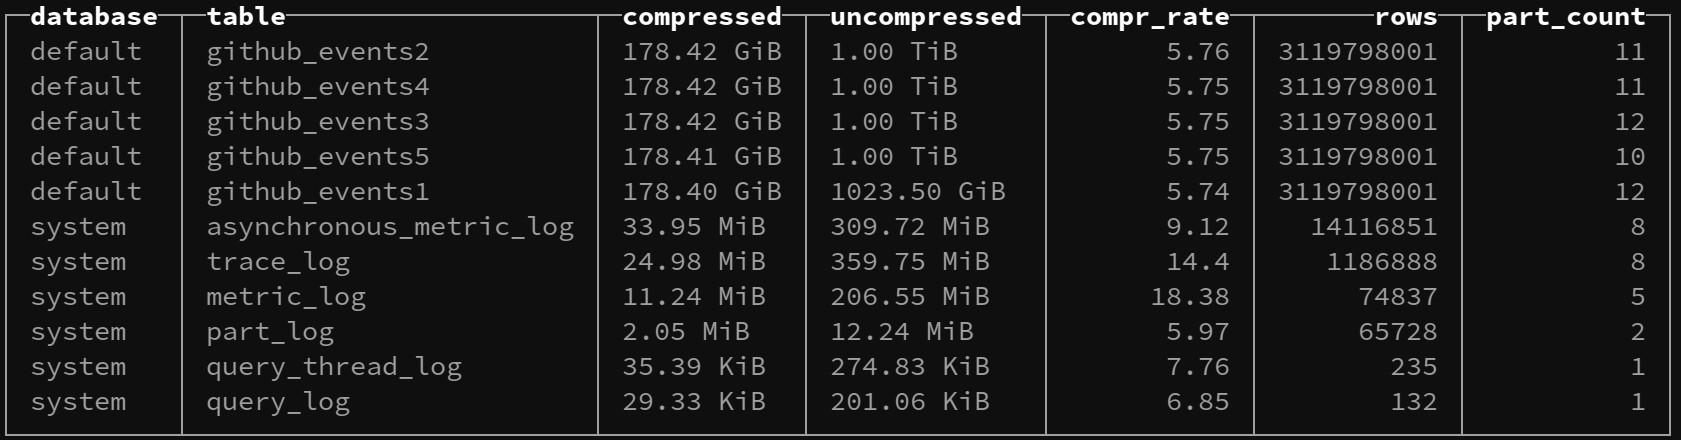 database table compressed uncompressed compr_rate rows part_count
default github_events2 178.42 GiB 1.00 TiB 5.76 3119798001 11
default github_events4 178.42 GiB 1.00 TiB 5.75 3119798001 11
default github_events3 178.42 GiB 1.00 TiB 5.75 3119798001 12
default github_events5 178.41 GiB 1.00 TiB 5.75 3119798001 10
default github_events1 178.40 GiB 1023.50 GiB 5.74 3119798001 12
system asynchronous_metric_log 33.95 MiB 309.72 MiB 9.12 14116851 8
system trace_log 24.98 MiB 359.75 MiB 14.4 1186888 8
system metric_log 11.24 MiB 206.55 MiB 18.38 74837 5
system part_log 2.05 MiB 12.24 MiB 5.97 65728 2
system query_thread_log 35.39 KiB 274.83 KiB 7.76 235 1
system query_log 29.33 KiB 201.06 KiB 6.85 132 1